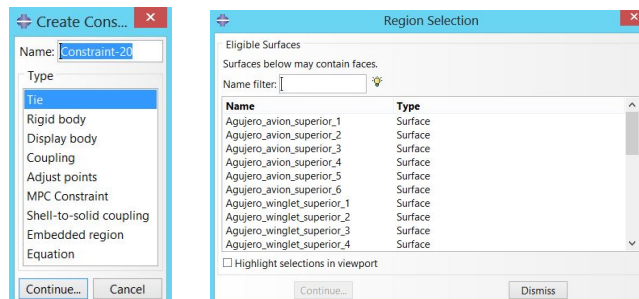 Create Cons...
Name: Constraint-20
Type
Tie
Rigid body
Display body
Coupling
Adjust points
MPC Constraint
Shell-to-solid coupling
Embedded region
Equation
Continue... Cancel
Region Selection
Eligible Surfaces
Surfaces below may contain faces.
Name filter:
Name Type
Agujero_avion_superior_1 Surface
Agujero_avion_superior_2 Surface
Agujero_avion_superior_3 Surface
Agujero_avion_superior_4 Surface
Agujero_avion_superior_5 Surface
Agujero_avion_superior_6 Surface
Agujero_winglet_superior_1 Surface
Agujero_winglet_superior_2 Surface
Agujero_winglet_superior_3 Surface
Agujero_winglet_superior_4 Surface
Highlight selections in viewport
Continue... Dismiss